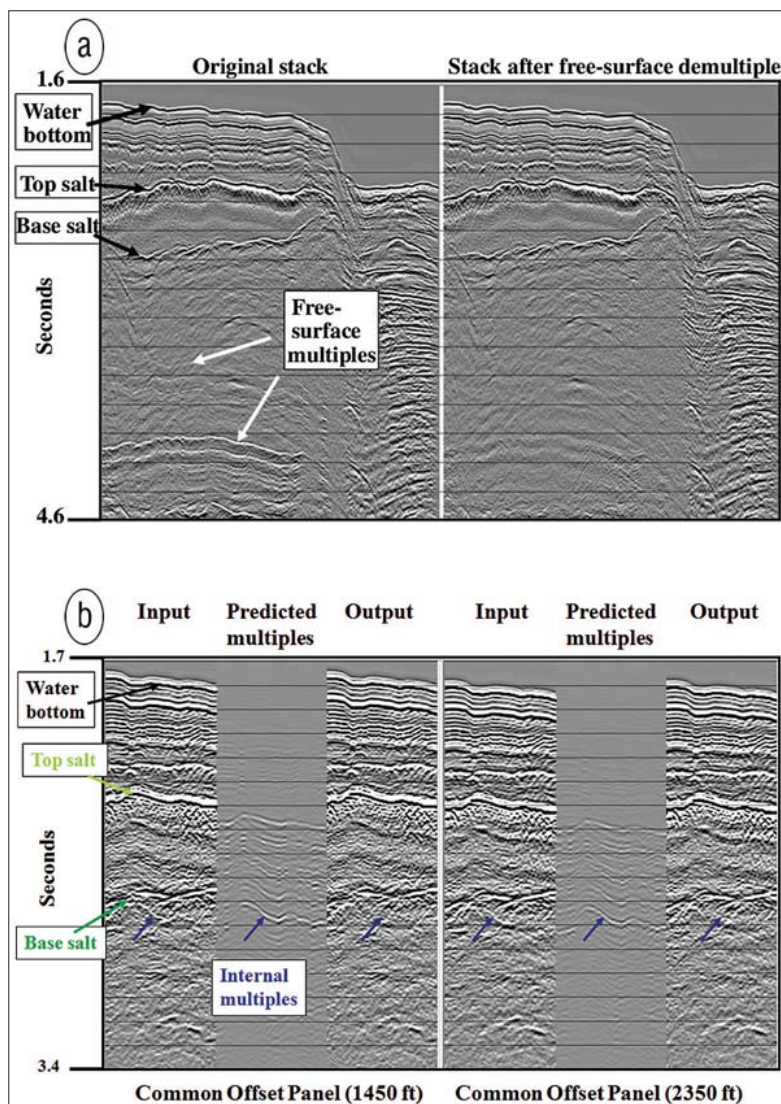 a
Original stack
Stack after free-surface demultiple
1.6
Water
bottom
Top salt
Base salt
Seconds
Free-
surface
multiples
4.6
b
Input
Predicted
multiples
Output
Input
Predicted
multiples
Output
1.7
Water
bottom
Top salt
Seconds
Base salt
Internal
multiples
3.4
Common Offset Panel (1450 ft)
Common Offset Panel (2350 ft)